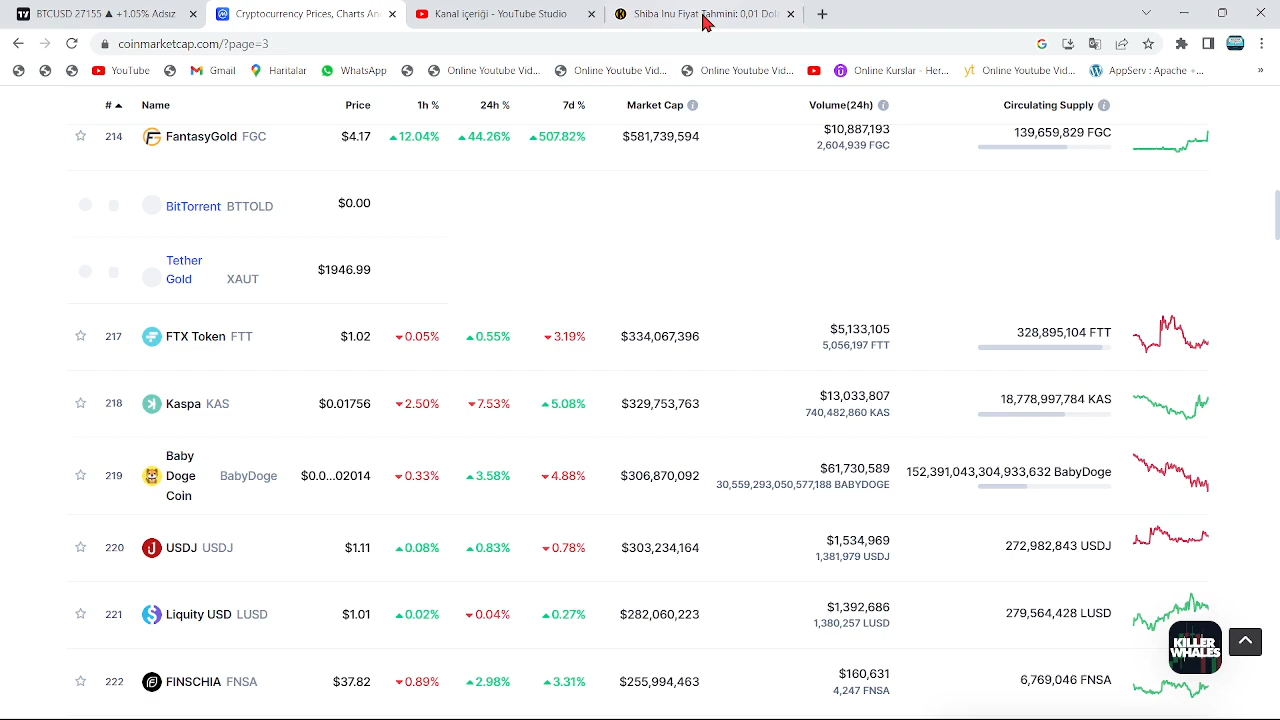 BTCUSD 27155 ▲ +1.05% Adsız
Cryptocurrency Prices, Charts An
Kanal içeriği - YouTube Studio
Shiba Inu Fiyat Tahmini: 0,01 Dol
coinmarketcap.com/?page=3
YouTube Gmail Haritalar WhatsApp Online Youtube Vid... Online Youtube Vid... Online Youtube Vid... Online Kurslar - Her... yt Online Youtube Vid... AppServ : Apache +... »
# Name Price 1h % 24h % 7d % Market Cap Volume(24h) Circulating Supply
214 FantasyGold FGC $4.17 12.04% 44.26% 507.82% $581,739,594 $10,887,193 139,659,829 FGC
2,604,939 FGC
BitTorrent BTTOLD $0.00
Tether Gold XAUT $1946.99
217 FTX Token FTT $1.02 0.05% 0.55% 3.19% $334,067,396 $5,133,105 328,895,104 FTT
5,056,197 FTT
218 Kaspa KAS $0.01756 2.50% 7.53% 5.08% $329,753,763 $13,033,807 18,778,997,784 KAS
740,482,860 KAS
219 Baby Doge Coin BabyDoge $0.0...02014 0.33% 3.58% 4.88% $306,870,092 $61,730,589 152,391,043,304,933,632 BabyDoge
30,559,293,050,577,188 BABYDOGE
220 USDJ USDJ $1.11 0.08% 0.83% 0.78% $303,234,164 $1,534,969 272,982,843 USDJ
1,381,979 USDJ
221 Liquity USD LUSD $1.01 0.02% 0.04% 0.27% $282,060,223 $1,392,686 279,564,428 LUSD
1,380,257 LUSD
KILLER
WHALES
222 FINSCHIA FNSA $37.82 0.89% 2.98% 3.31% $255,994,463 $160,631 6,769,046 FNSA
4,247 FNSA